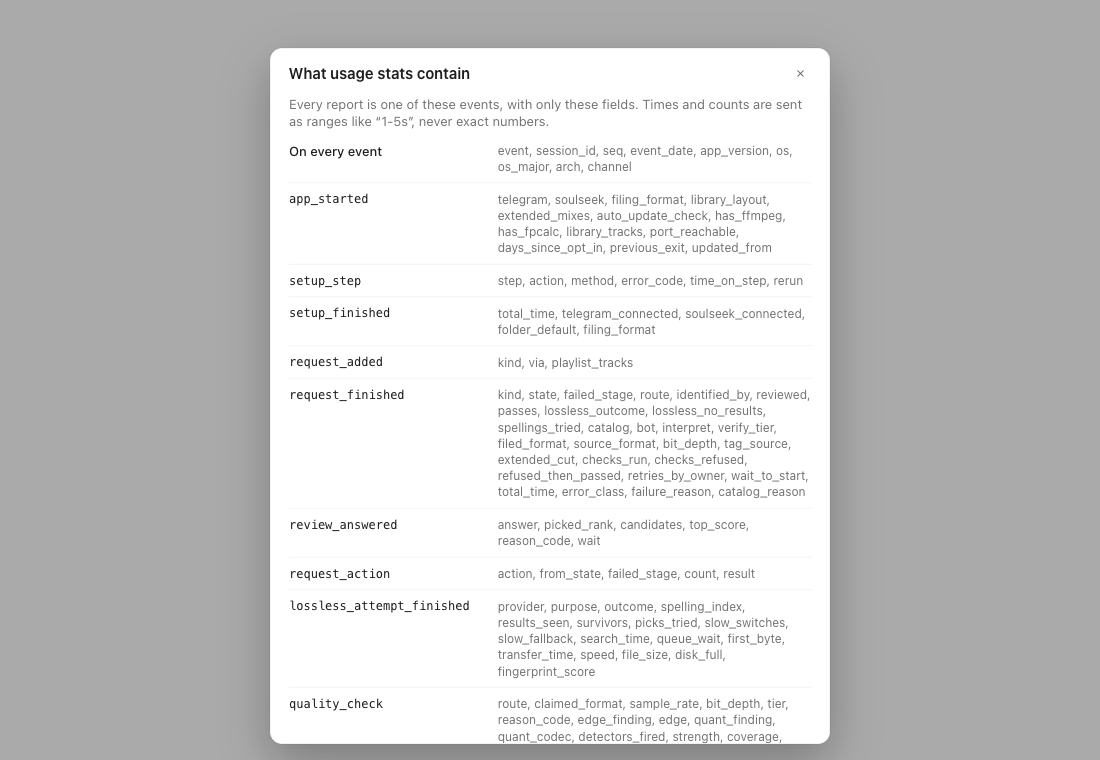 What usage stats contain
×
Every report is one of these events, with only these fields. Times and counts are sent
as ranges like “1-5s”, never exact numbers.
On every event
event, session_id, seq, event_date, app_version, os,
os_major, arch, channel
app_started
telegram, soulseek, filing_format, library_layout,
extended_mixes, auto_update_check, has_ffmpeg,
has_fpcalc, library_tracks, port_reachable,
days_since_opt_in, previous_exit, updated_from
setup_step
step, action, method, error_code, time_on_step, rerun
setup_finished
total_time, telegram_connected, soulseek_connected,
folder_default, filing_format
request_added
kind, via, playlist_tracks
request_finished
kind, state, failed_stage, route, identified_by, reviewed,
passes, lossless_outcome, lossless_no_results,
spellings_tried, catalog, bot, interpret, verify_tier,
filed_format, source_format, bit_depth, tag_source,
extended_cut, checks_run, checks_refused,
refused_then_passed, retries_by_owner, wait_to_start,
total_time, error_class, failure_reason, catalog_reason
review_answered
answer, picked_rank, candidates, top_score,
reason_code, wait
request_action
action, from_state, failed_stage, count, result
lossless_attempt_finished
provider, purpose, outcome, spelling_index,
results_seen, survivors, picks_tried, slow_switches,
slow_fallback, search_time, queue_wait, first_byte,
transfer_time, speed, file_size, disk_full,
fingerprint_score
quality_check
route, claimed_format, sample_rate, bit_depth, tier,
reason_code, edge_finding, edge, quant_finding,
quant_codec, detectors_fired, strength, coverage,